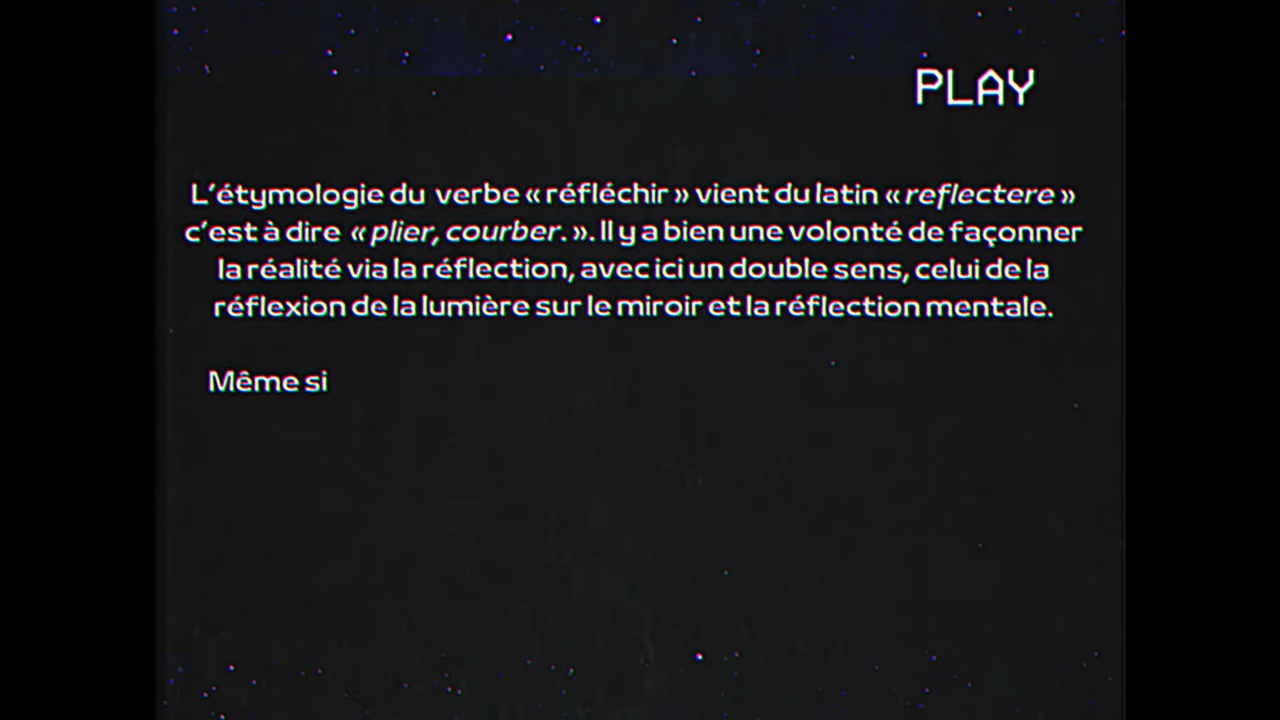 PLAY
L'étymologie du verbe « réfléchir » vient du latin « reflectere »
c'est à dire « plier, courber. ». Il y a bien une volonté de façonner
la réalité via la réflection, avec ici un double sens, celui de la
réflexion de la lumière sur le miroir et la réflection mentale.
Même si